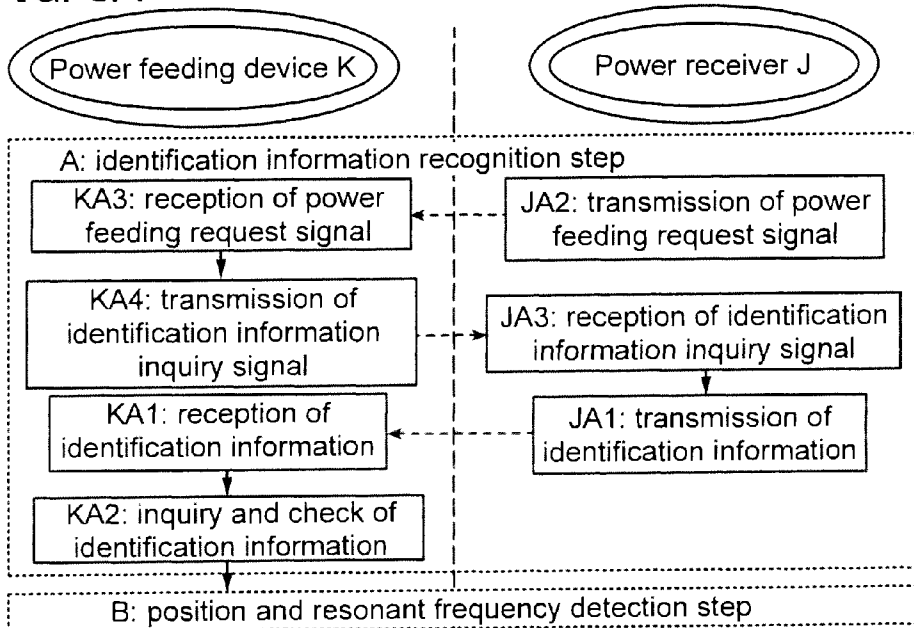 Power feeding device K
Power receiver J
A: identification information recognition step
KA3: reception of power
feeding request signal
JA2: transmission of power
feeding request signal
KA4: transmission of
identification information
inquiry signal
JA3: reception of identification
information inquiry signal
KA1: reception of
identification information
JA1: transmission of
identification information
KA2: inquiry and check of
identification information
B: position and resonant frequency detection step